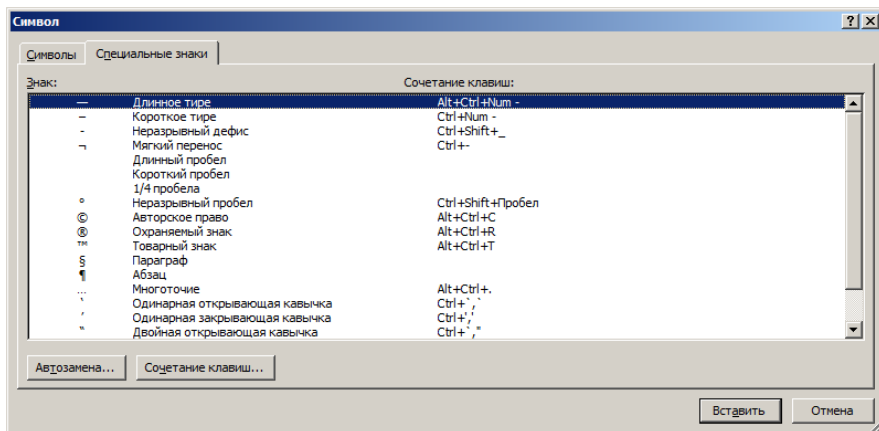 Символ
Символы Специальные знаки
Знак: Сочетание клавиш:
— Длинное тире Alt+Ctrl+Num -
– Короткое тире Ctrl+Num -
- Неразрывный дефис Ctrl+Shift+_
¬ Мягкий перенос Ctrl+-
Длинный пробел
Короткий пробел
1/4 пробела
° Неразрывный пробел Ctrl+Shift+Пробел
© Авторское право Alt+Ctrl+C
® Охраняемый знак Alt+Ctrl+R
™ Товарный знак Alt+Ctrl+T
§ Параграф
¶ Абзац
… Многоточие Alt+Ctrl+.
‛ Одинарная открывающая кавычка Ctrl+`,`
′ Одинарная закрывающая кавычка Ctrl+','
‟ Двойная открывающая кавычка Ctrl+`,"
Автозамена... Сочетание клавиш...
Вставить Отмена